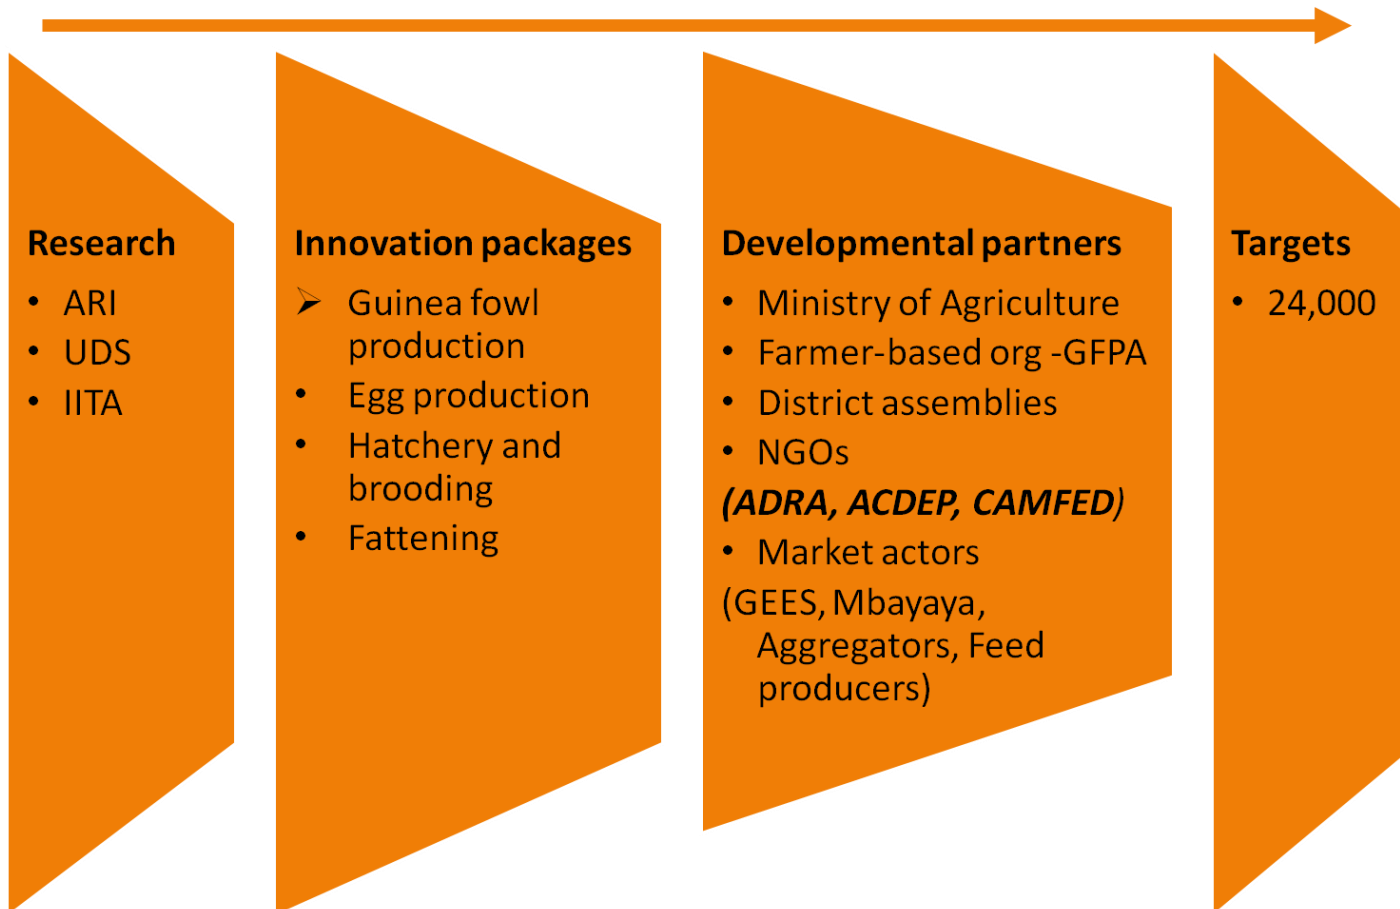 Research
• ARI
• UDS
• IITA
Innovation packages
➢ Guinea fowl
production
• Egg production
• Hatchery and
brooding
• Fattening
Developmental partners
• Ministry of Agriculture
• Farmer-based org -GFPA
• District assemblies
• NGOs
(ADRA, ACDEP, CAMFED)
• Market actors
(GEES, Mbayaya,
Aggregators, Feed
producers)
Targets
• 24,000